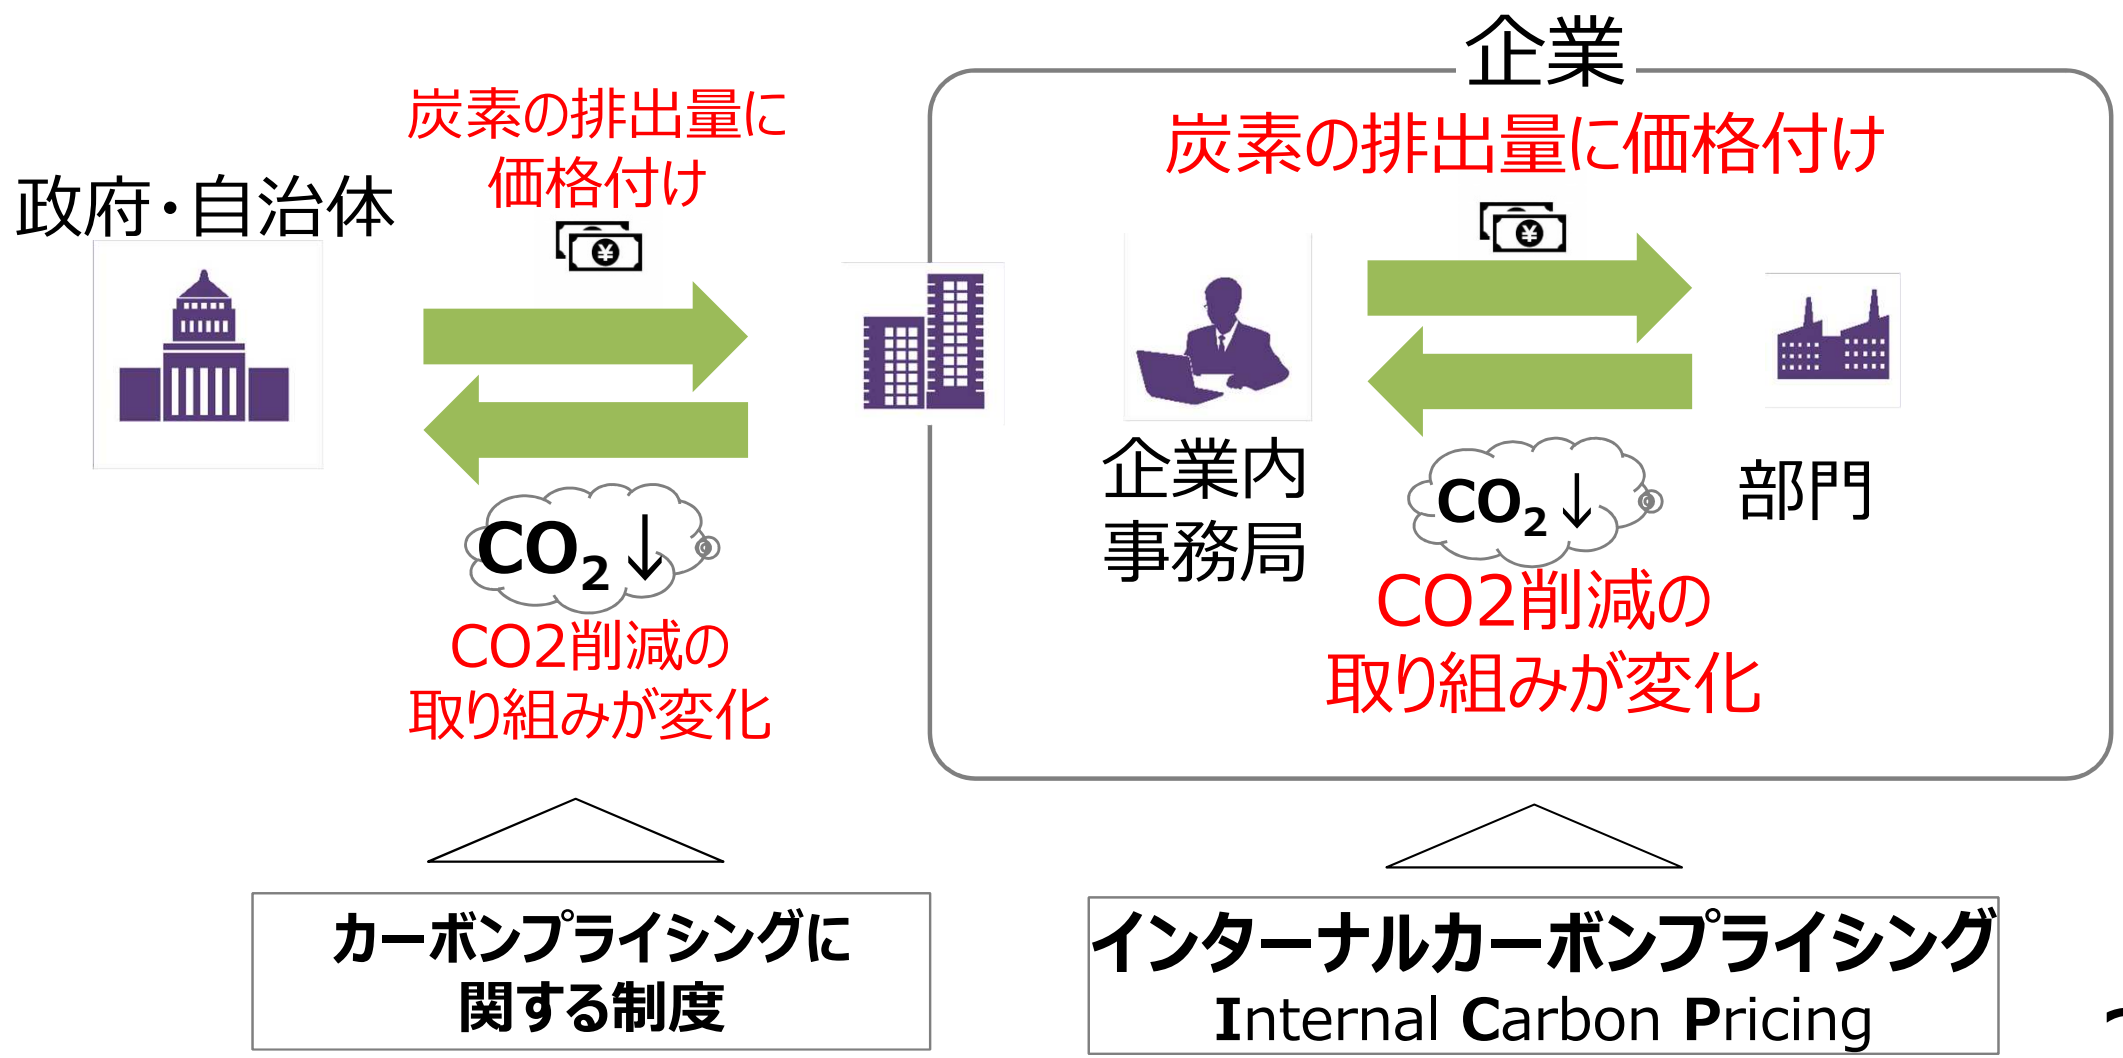 企業
炭素の排出量に
価格付け
政府・自治体
¥
CO₂↓
CO2削減の
取り組みが変化
炭素の排出量に価格付け
¥
企業内
事務局
部門
CO₂↓
CO2削減の
取り組みが変化
カーボンプライシングに
関する制度
インターナルカーボンプライシング
Internal Carbon Pricing